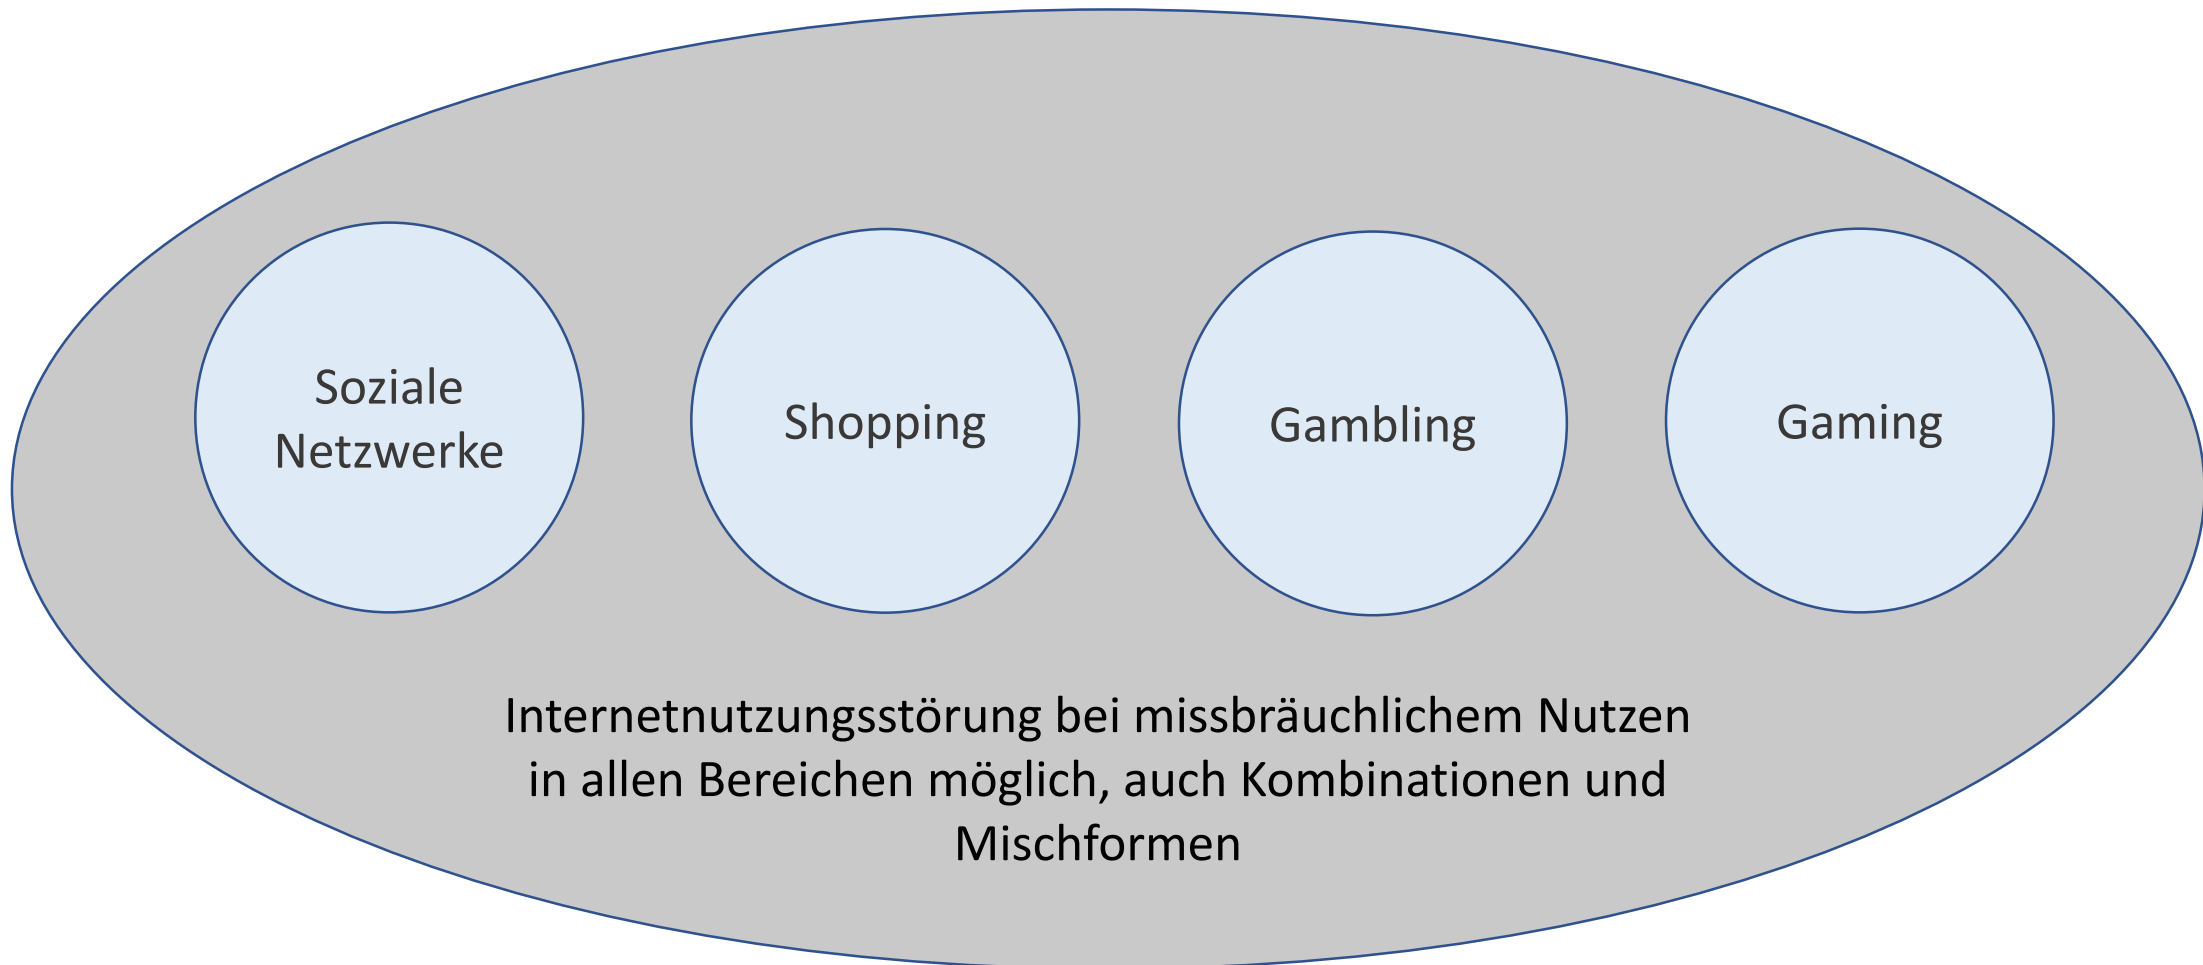 Soziale
Netzwerke
Shopping
Gambling
Gaming
Internetnutzungsstörung bei missbräuchlichem Nutzen
in allen Bereichen möglich, auch Kombinationen und
Mischformen